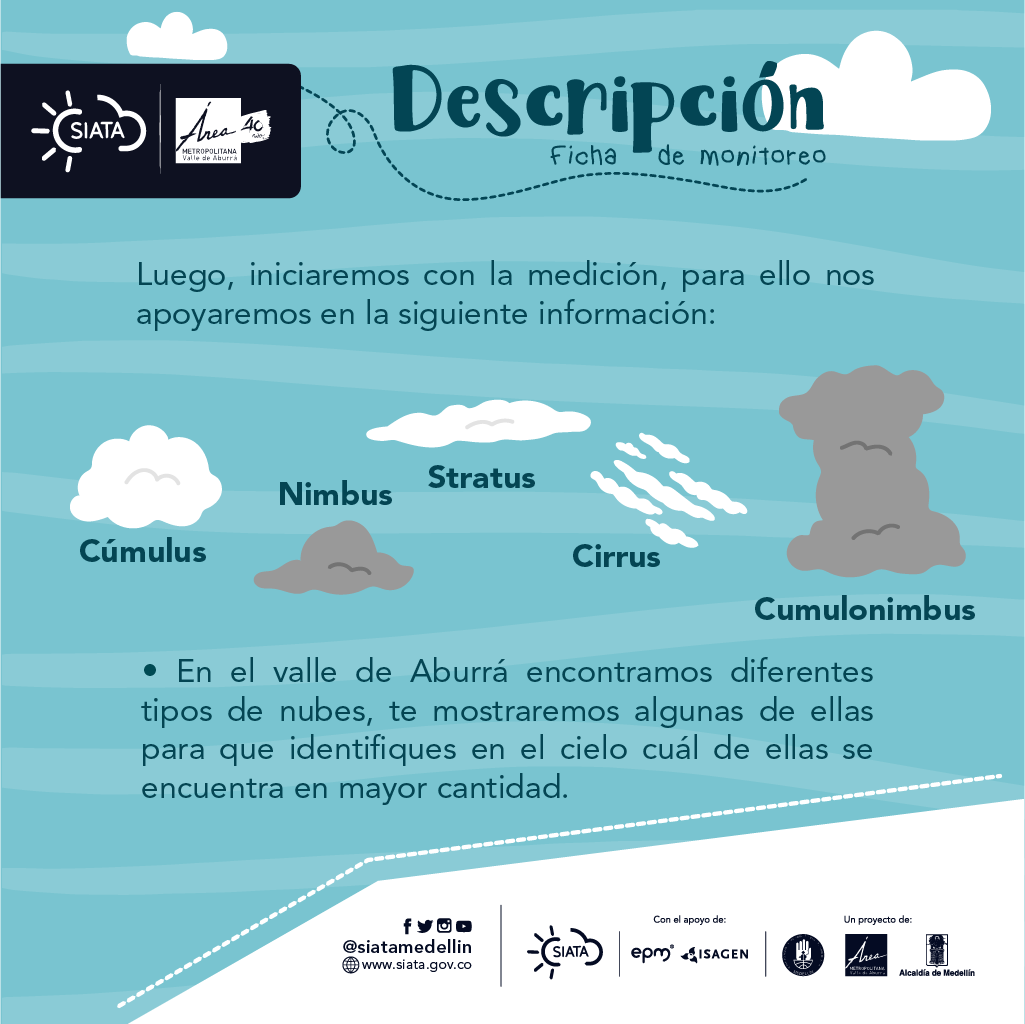 SIATA
Área 40
METROPOLITANA
Valle de Aburrá
Descripción
Ficha de monitoreo
Luego, iniciaremos con la medición, para ello nos
apoyaremos en la siguiente información:
Stratus
Nimbus
Cúmulus
Cirrus
Cumulonimbus
• En el valle de Aburrá encontramos diferentes
tipos de nubes, te mostraremos algunas de ellas
para que identifiques en el cielo cuál de ellas se
encuentra en mayor cantidad.
@siatamedellin
www.siata.gov.co
SIATA
Con el apoyo de:
epm ISAGEN
Un proyecto de:
Área
METROPOLITANA
Valle de Aburrá
Alcaldía de Medellín